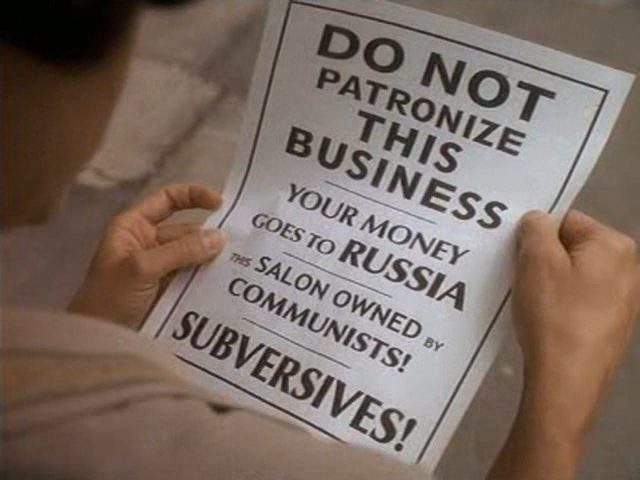 DO NOT
PATRONIZE
THIS
BUSINESS
YOUR MONEY
GOES TO RUSSIA
THIS SALON OWNED BY
COMMUNISTS!
SUBVERSIVES!